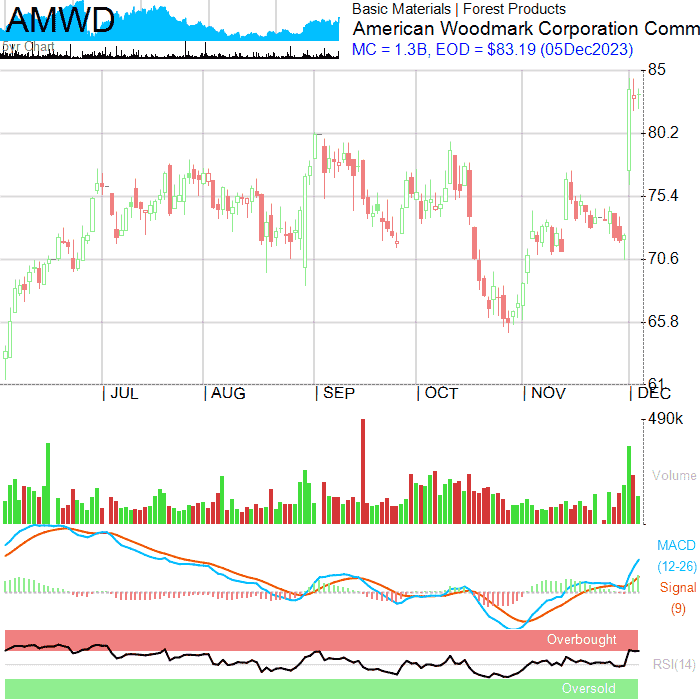 AMWD
5yr Chart
Basic Materials | Forest Products
American Woodmark Corporation Comm
MC = 1.3B, EOD = $83.19 (05Dec2023)
85
80.2
75.4
70.6
65.8
61
| JUL | AUG | SEP | OCT | NOV | DEC
490k
Volume
MACD
(12-26)
Signal
(9)
Overbought
RSI(14)
Oversold